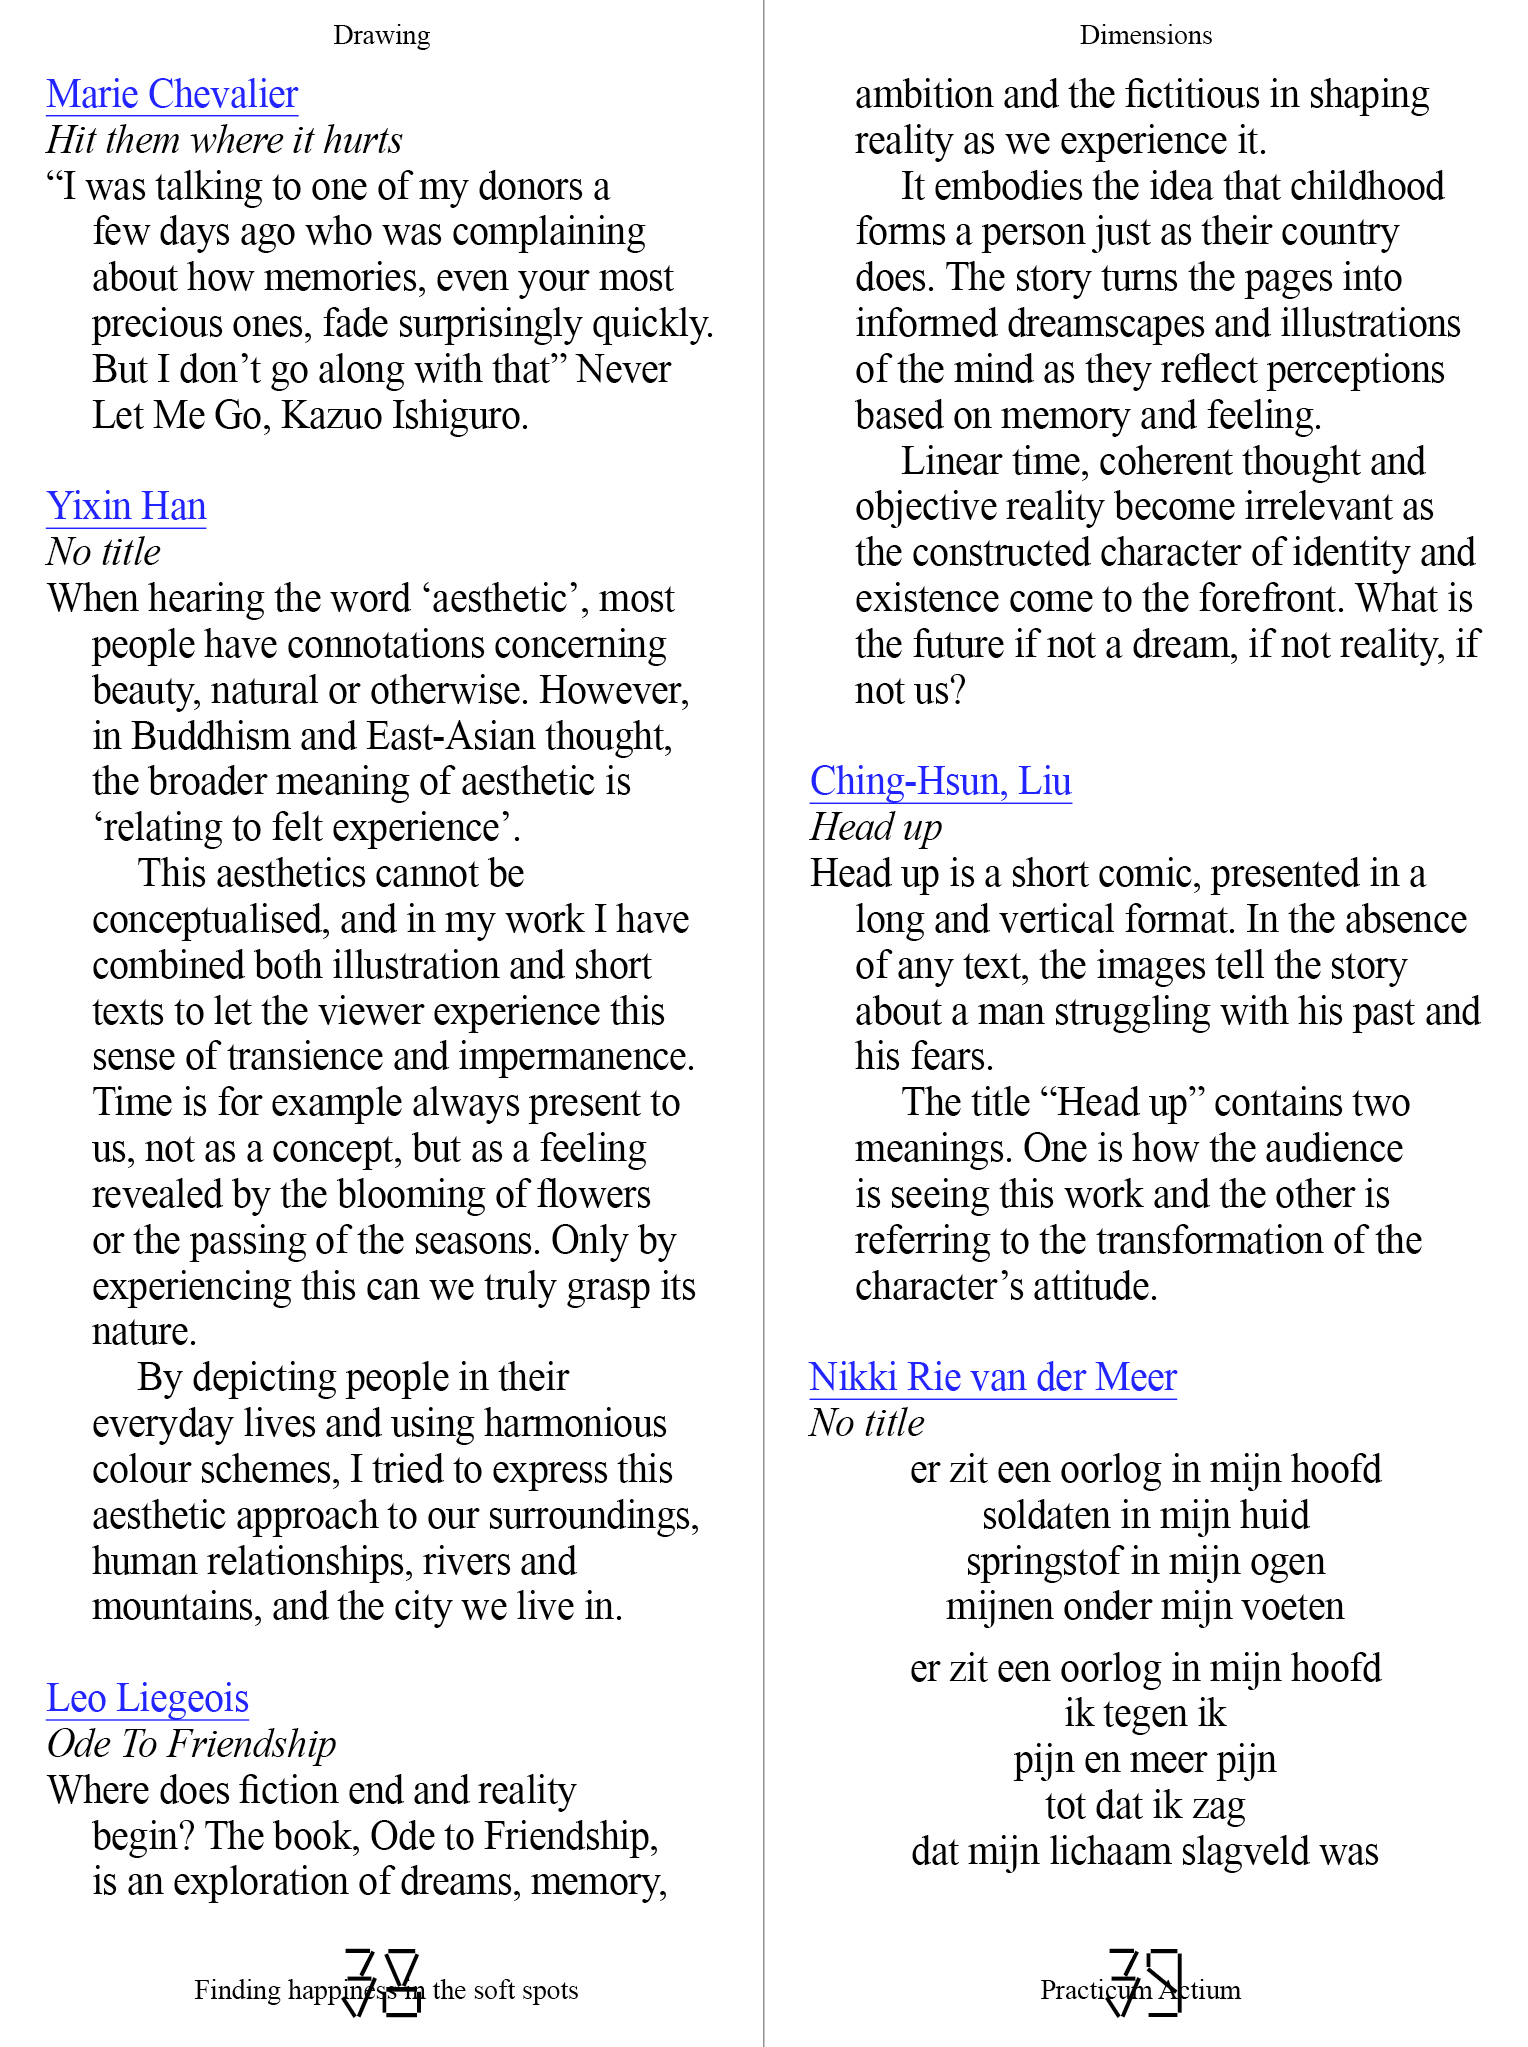 Drawing
Marie Chevalier
Hit them where it hurts
“I was talking to one of my donors a
few days ago who was complaining
about how memories, even your most
precious ones, fade surprisingly quickly.
But I don’t go along with that” Never
Let Me Go, Kazuo Ishiguro.
Yixin Han
No title
When hearing the word ‘aesthetic’, most
people have connotations concerning
beauty, natural or otherwise. However,
in Buddhism and East-Asian thought,
the broader meaning of aesthetic is
‘relating to felt experience’.
This aesthetics cannot be
conceptualised, and in my work I have
combined both illustration and short
texts to let the viewer experience this
sense of transience and impermanence.
Time is for example always present to
us, not as a concept, but as a feeling
revealed by the blooming of flowers
or the passing of the seasons. Only by
experiencing this can we truly grasp its
nature.
By depicting people in their
everyday lives and using harmonious
colour schemes, I tried to express this
aesthetic approach to our surroundings,
human relationships, rivers and
mountains, and the city we live in.
Leo Liegeois
Ode To Friendship
Where does fiction end and reality
begin? The book, Ode to Friendship,
is an exploration of dreams, memory,
Finding happiness in the soft spots
38
Dimensions
ambition and the fictitious in shaping
reality as we experience it.
It embodies the idea that childhood
forms a person just as their country
does. The story turns the pages into
informed dreamscapes and illustrations
of the mind as they reflect perceptions
based on memory and feeling.
Linear time, coherent thought and
objective reality become irrelevant as
the constructed character of identity and
existence come to the forefront. What is
the future if not a dream, if not reality, if
not us?
Ching-Hsun, Liu
Head up
Head up is a short comic, presented in a
long and vertical format. In the absence
of any text, the images tell the story
about a man struggling with his past and
his fears.
The title “Head up” contains two
meanings. One is how the audience
is seeing this work and the other is
referring to the transformation of the
character’s attitude.
Nikki Rie van der Meer
No title
er zit een oorlog in mijn hoofd
soldaten in mijn huid
springstof in mijn ogen
mijnen onder mijn voeten
er zit een oorlog in mijn hoofd
ik tegen ik
pijn en meer pijn
tot dat ik zag
dat mijn lichaam slagveld was
Practicum Actium
39